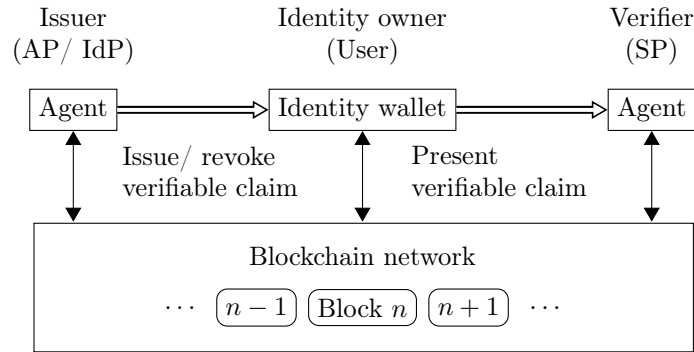 Issuer
(AP/ IdP)
Identity owner
(User)
Verifier
(SP)
Agent
Identity wallet
Agent
Issue/ revoke
verifiable claim
Present
verifiable claim
Blockchain network
··· n − 1 Block n n + 1 ···